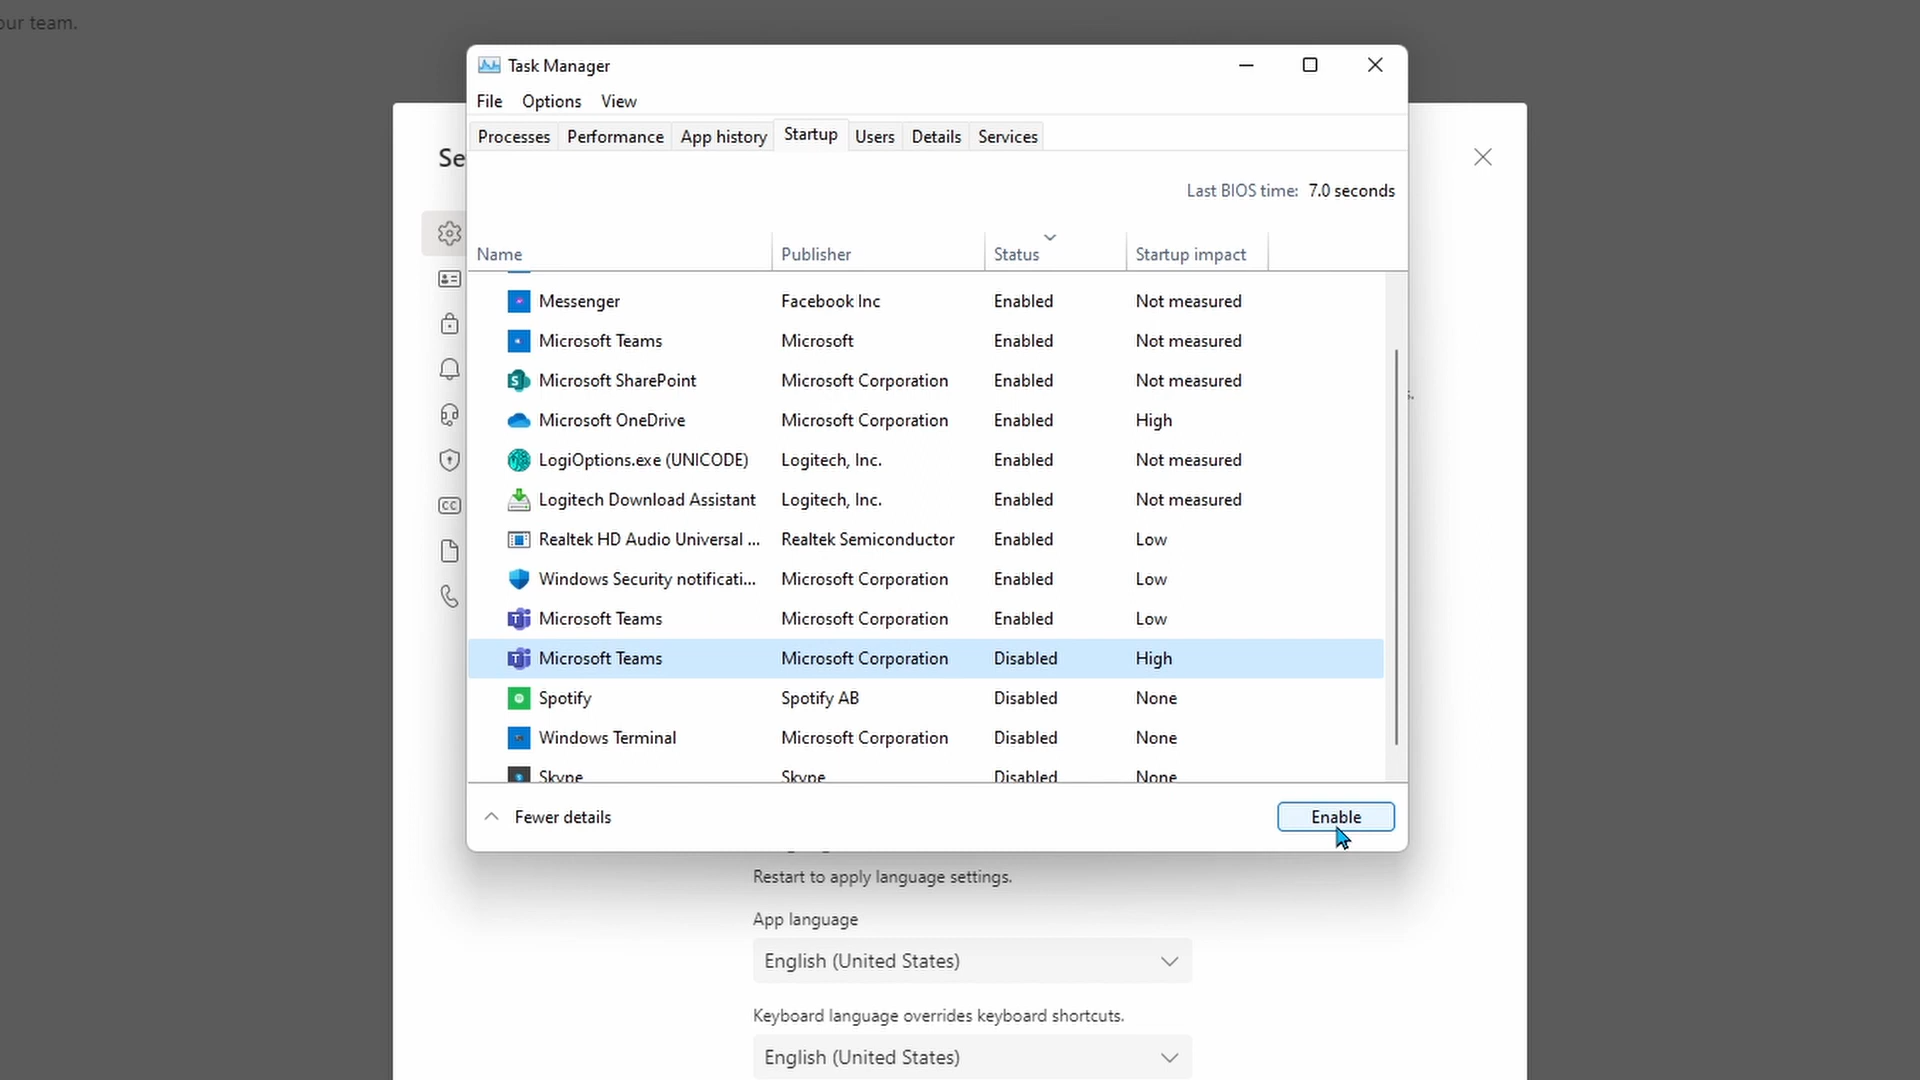 our team.
Task Manager
File Options View
Processes Performance App history Startup Users Details Services
Se
Last BIOS time: 7.0 seconds
Name Publisher Status Startup impact
Messenger Facebook Inc Enabled Not measured
Microsoft Teams Microsoft Enabled Not measured
Microsoft SharePoint Microsoft Corporation Enabled Not measured
Microsoft OneDrive Microsoft Corporation Enabled High
LogiOptions.exe (UNICODE) Logitech, Inc. Enabled Not measured
Logitech Download Assistant Logitech, Inc. Enabled Not measured
CC
Realtek HD Audio Universal ... Realtek Semiconductor Enabled Low
Windows Security notificati... Microsoft Corporation Enabled Low
Microsoft Teams Microsoft Corporation Enabled Low
Microsoft Teams Microsoft Corporation Disabled High
Spotify Spotify AB Disabled None
Windows Terminal Microsoft Corporation Disabled None
Skype Skype Disabled None
Fewer details Enable
Restart to apply language settings.
App language
English (United States)
Keyboard language overrides keyboard shortcuts.
English (United States)